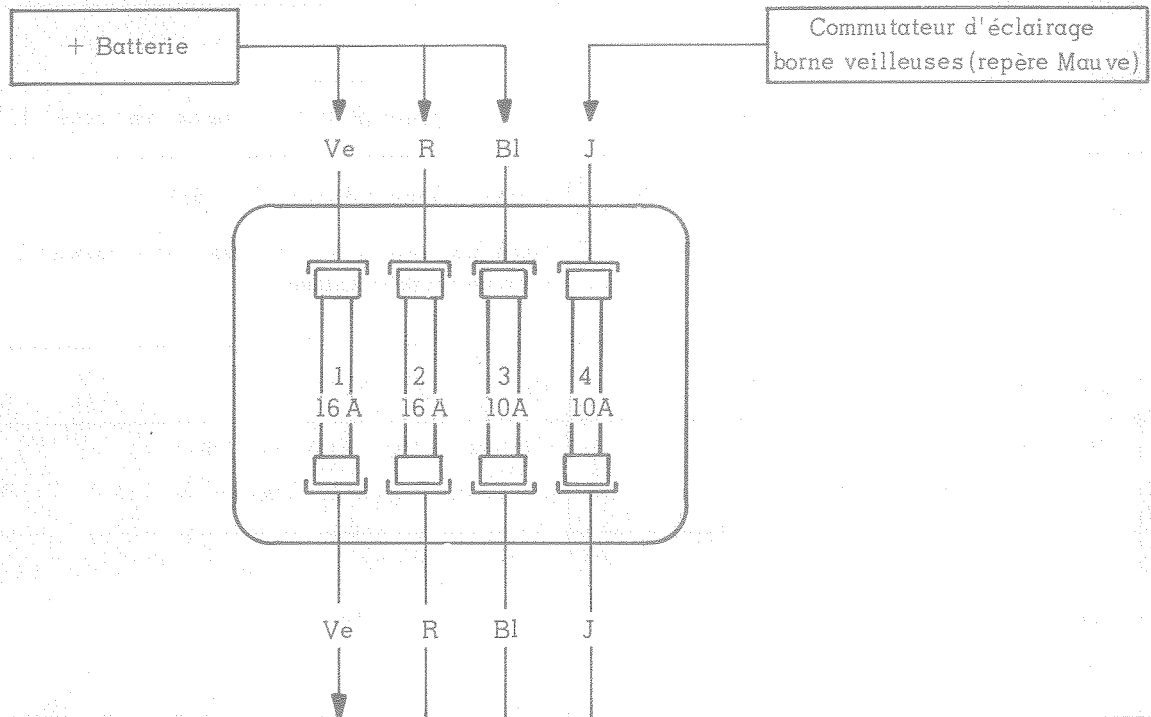 + Batterie
Commutateur d'éclairage
borne veilleuses (repère Mauve)
Ve R Bl J
1 2 3 4
16 A 16 A 10A 10A
Ve R Bl J